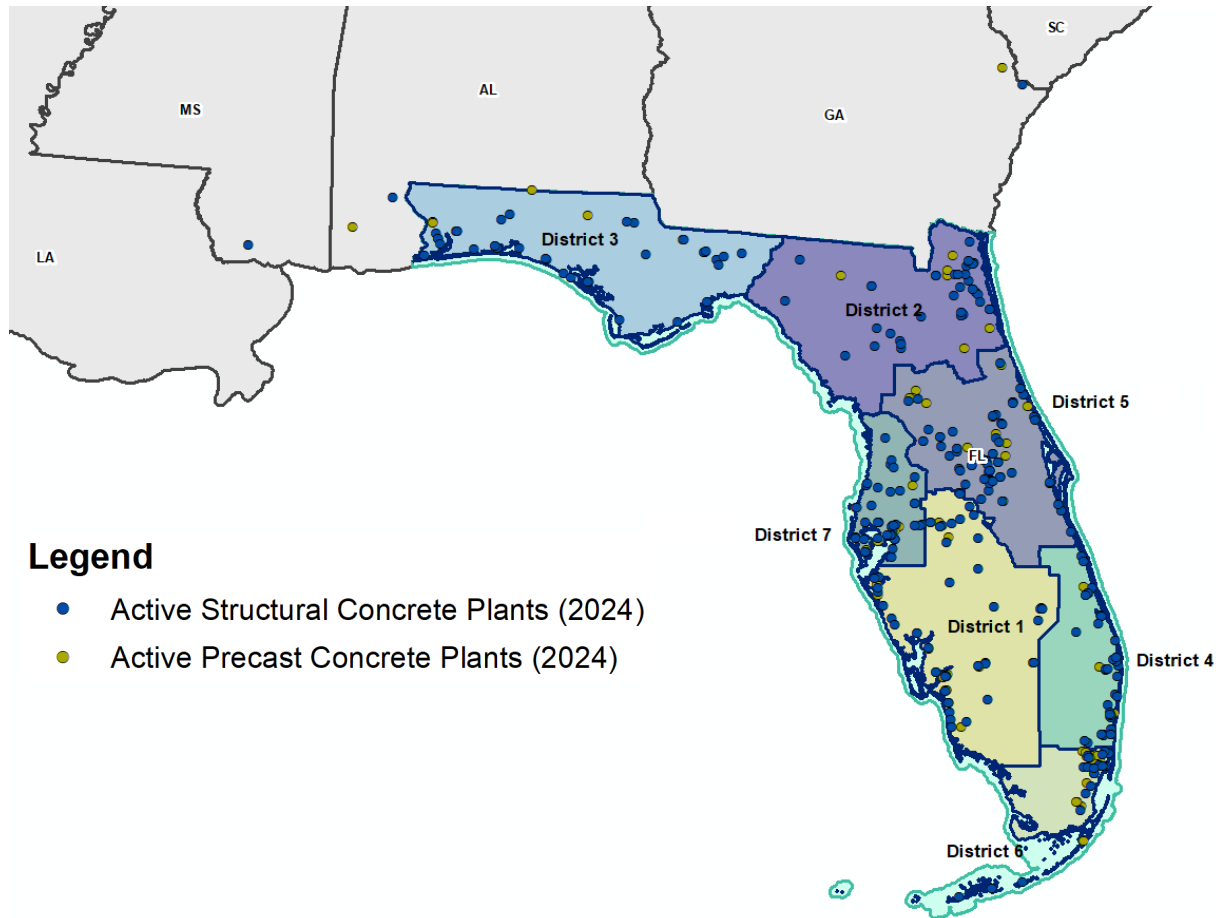 SC
AL
MS
GA
District 3
LA
District 2
District 5
FL
District 7
Legend
Active Structural Concrete Plants (2024)
District 1
Active Precast Concrete Plants (2024)
District 4
District 6